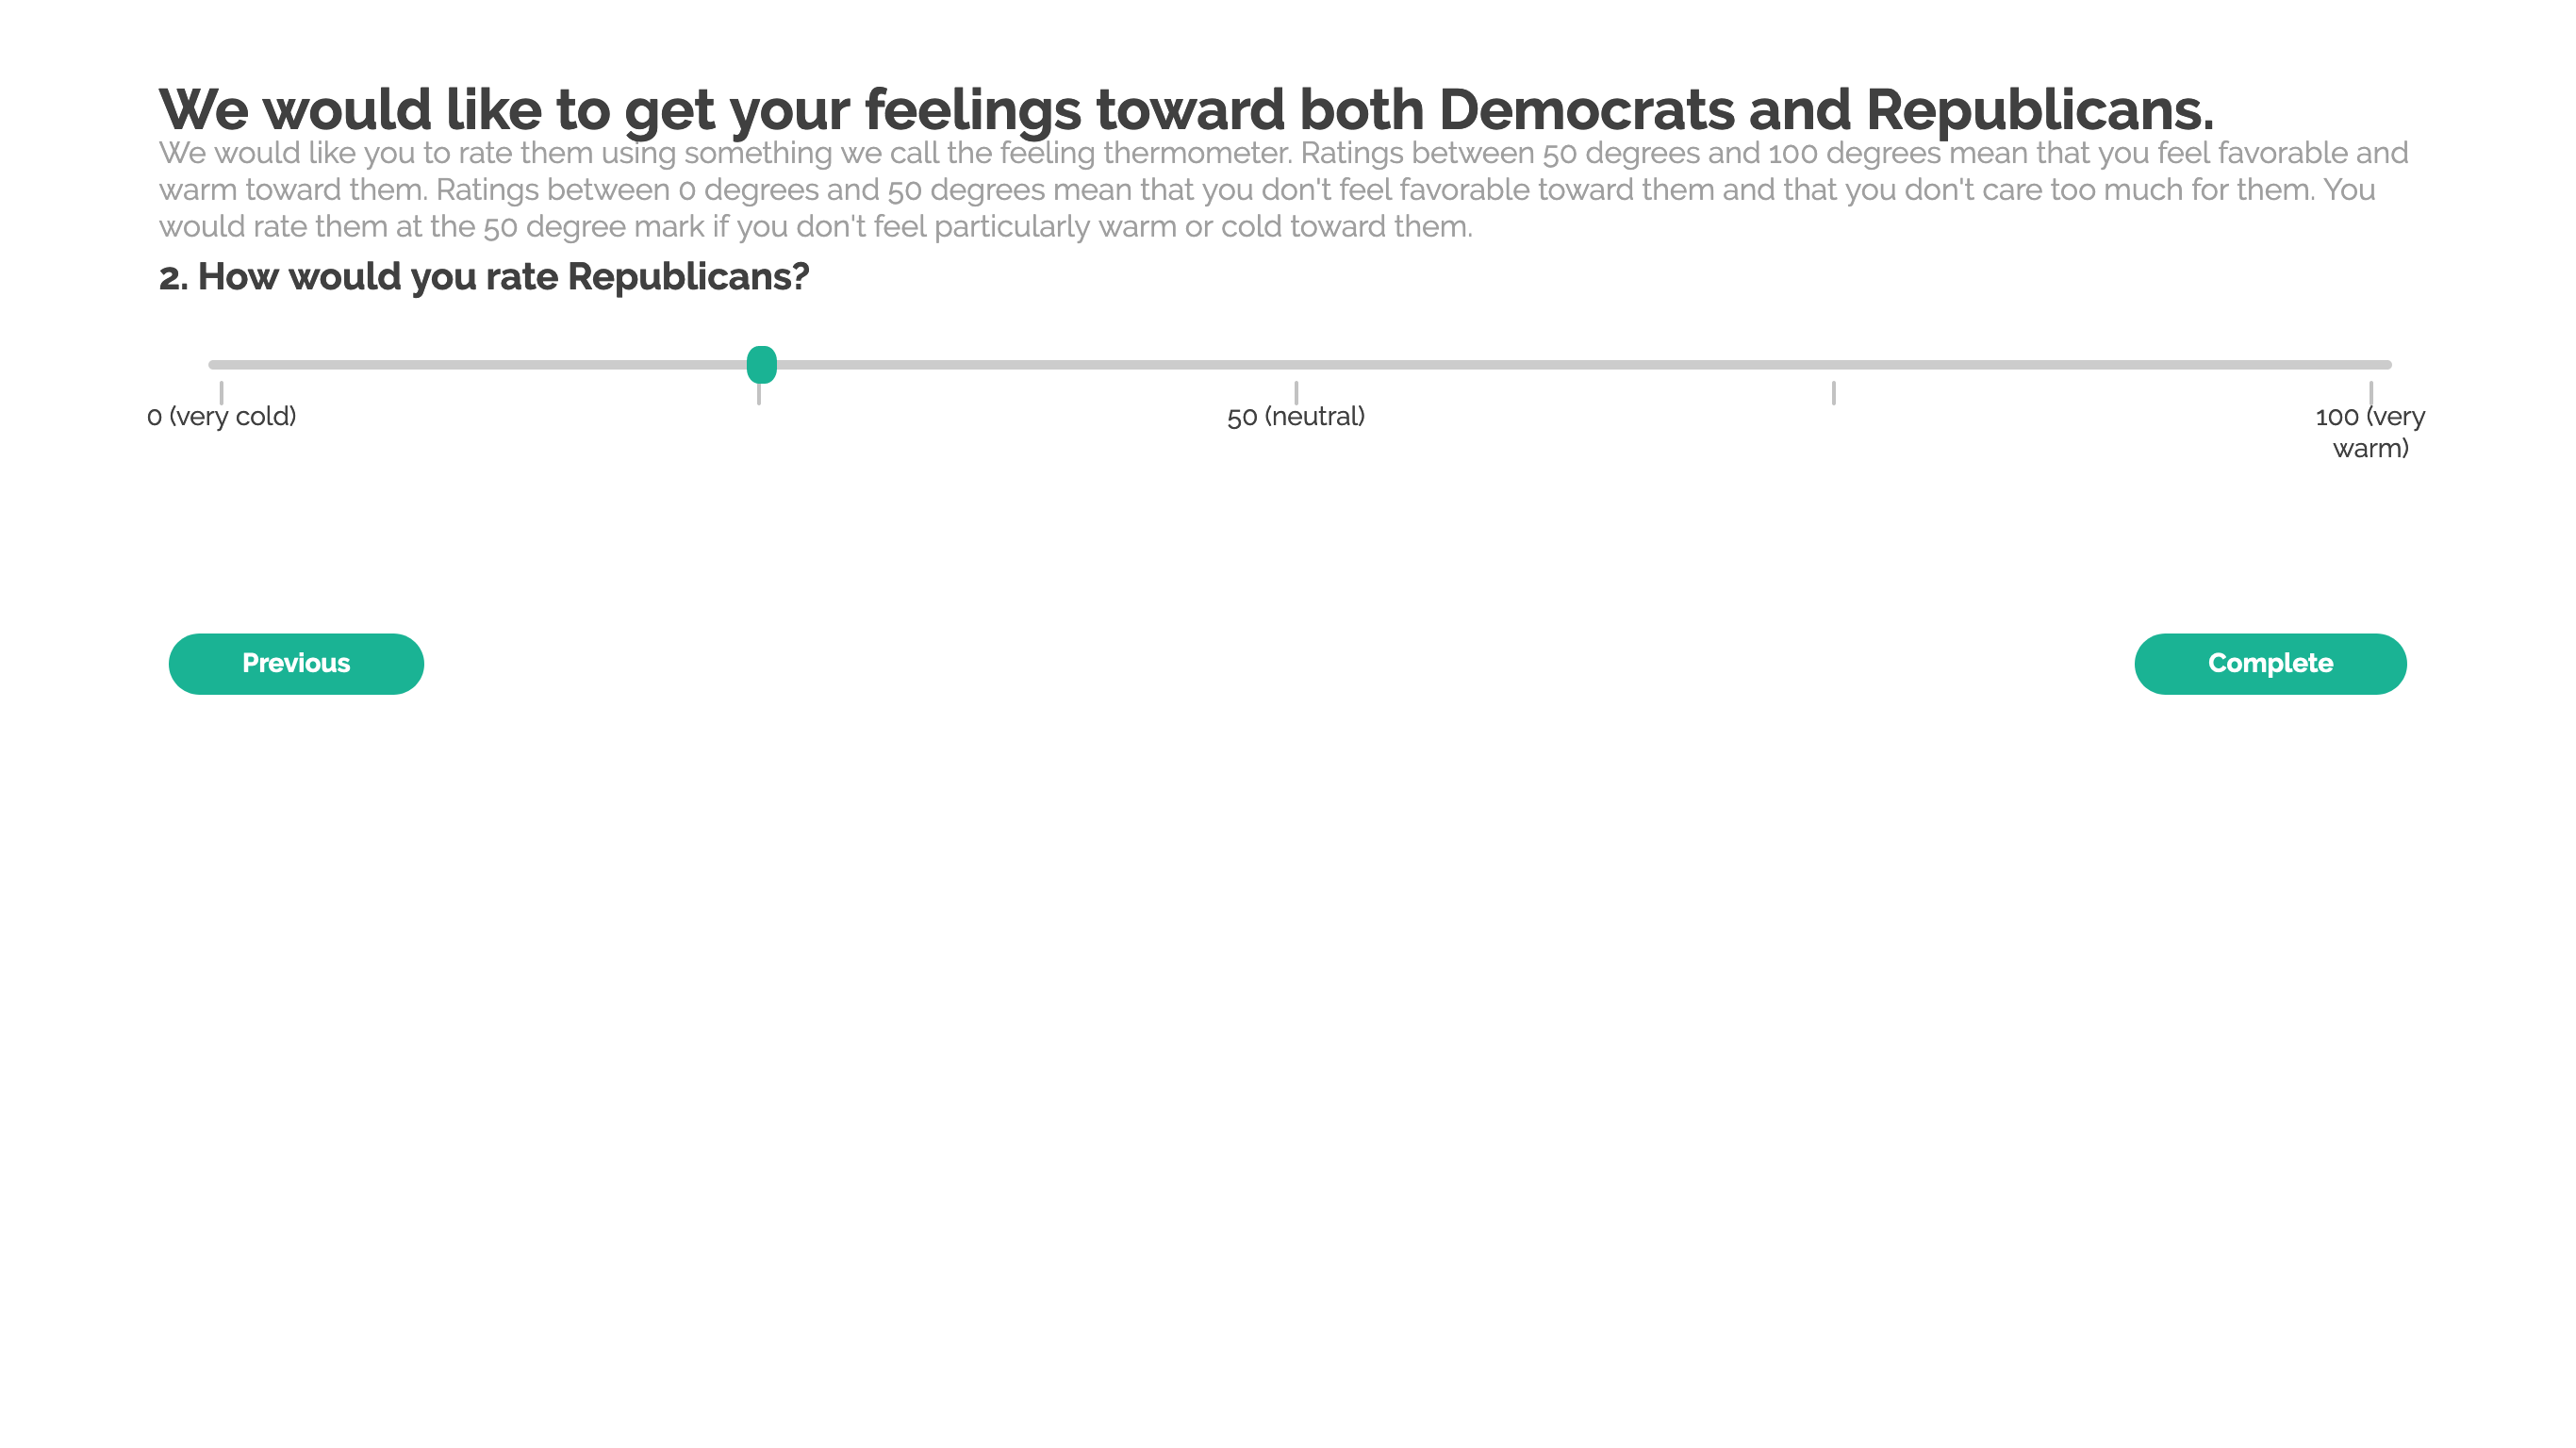 We would like to get your feelings toward both Democrats and Republicans.
We would like you to rate them using something we call the feeling thermometer. Ratings between 50 degrees and 100 degrees mean that you feel favorable and
warm toward them. Ratings between 0 degrees and 50 degrees mean that you don't feel favorable toward them and that you don't care too much for them. You
would rate them at the 50 degree mark if you don't feel particularly warm or cold toward them.
2. How would you rate Republicans?
0 (very cold)
50 (neutral)
100 (very
warm)
Previous
Complete